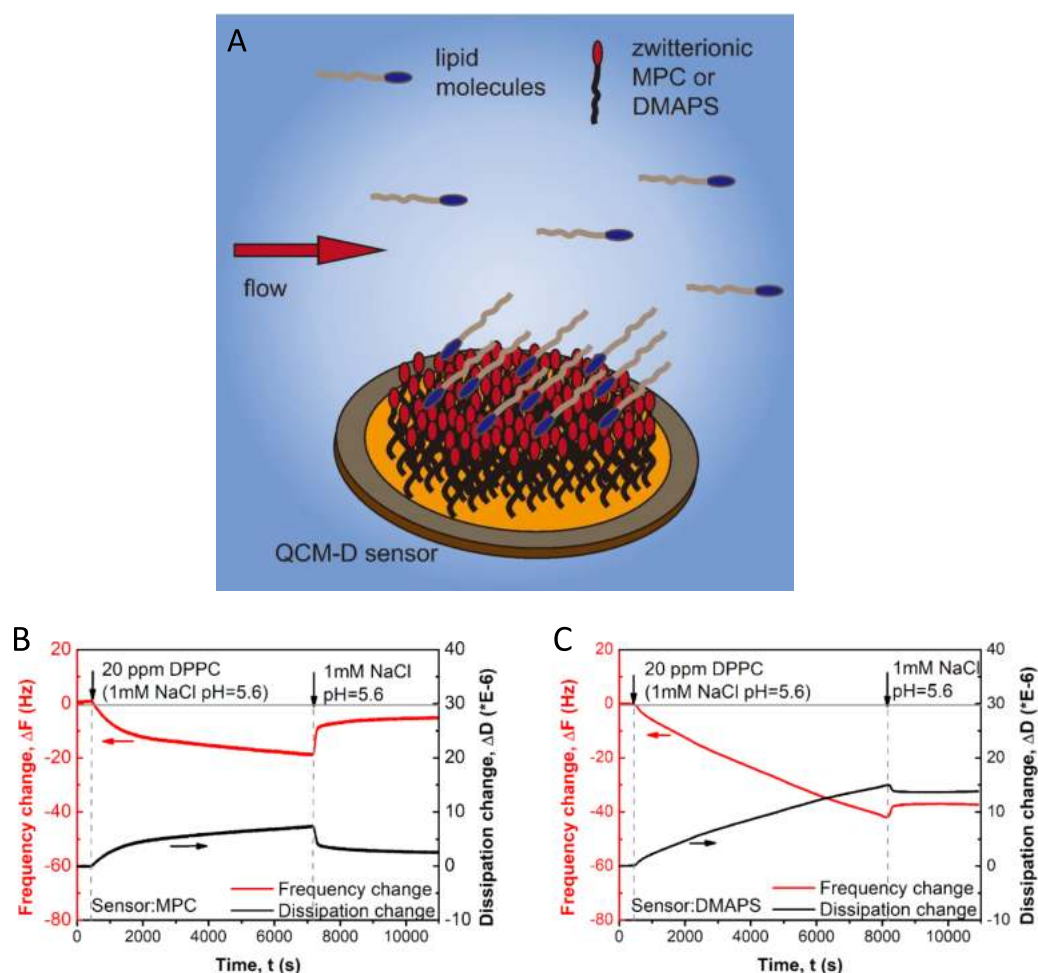 A
lipid
molecules
zwitterionic
MPC or
DMAPS
flow
QCM-D sensor
B
20
0
-20
-40
-60
-80
Frequency change, ΔF (Hz)
20 ppm DPPC
(1mM NaCl pH=5.6)
1mM NaCl
pH=5.6
Frequency change
Dissipation change
Sensor:MPC
40
30
20
10
0
-10
Dissipation change, ΔD (*E-6)
0 2000 4000 6000 8000 10000
Time, t (s)
C
20
0
-20
-40
-60
-80
Frequency change, ΔF (Hz)
20 ppm DPPC
(1mM NaCl pH=5.6)
1mM NaCl
pH=5.6
Frequency change
Dissipation change
Sensor:DMAPS
40
30
20
10
0
-10
Dissipation change, ΔD (*E-6)
0 2000 4000 6000 8000 10000
Time, t (s)